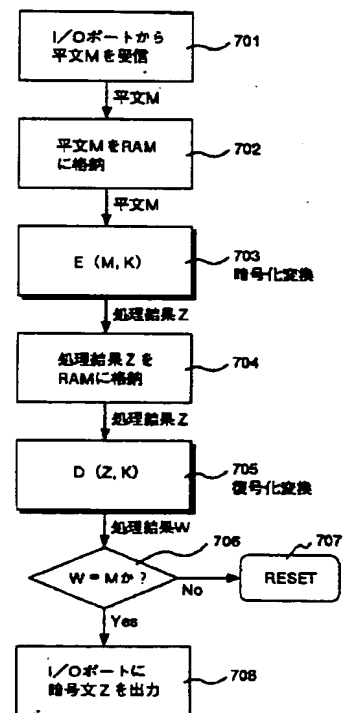 I/Oポートから
平文Mを受信
701
平文M
平文MをRAM
に格納
702
平文M
E (M, K)
703
暗号化変換
処理結果Z
処理結果Zを
RAMに格納
704
処理結果Z
D (Z, K)
705
復号化変換
処理結果W
706
W=Mか?
No
707
RESET
Yes
I/Oポートに
暗号文Zを出力
708